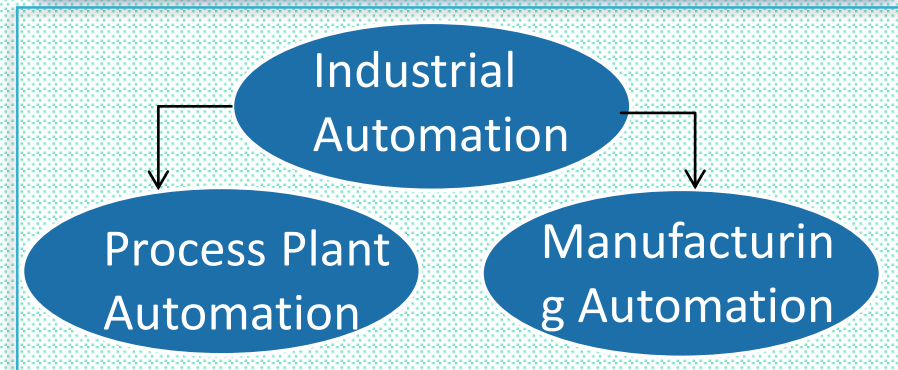 Industrial
Automation
Process Plant
Automation
Manufacturin
g Automation